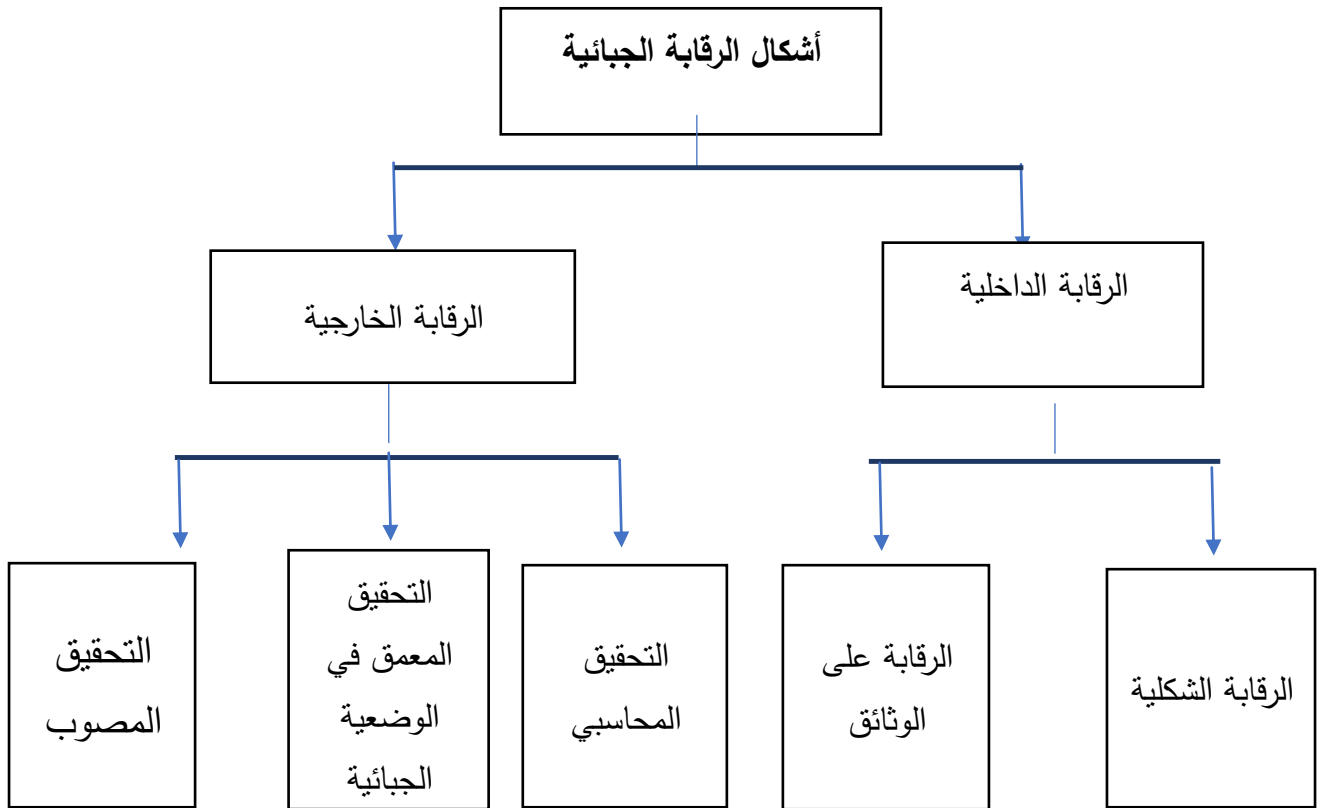 أشكال الرقابة الجبائية
الرقابة الداخلية
الرقابة الخارجية
الرقابة الشكلية
الرقابة على
الوثائق
التحقيق
المحاسبي
التحقيق
المعمق في
الوضعية
الجبائية
التحقيق
المصوب